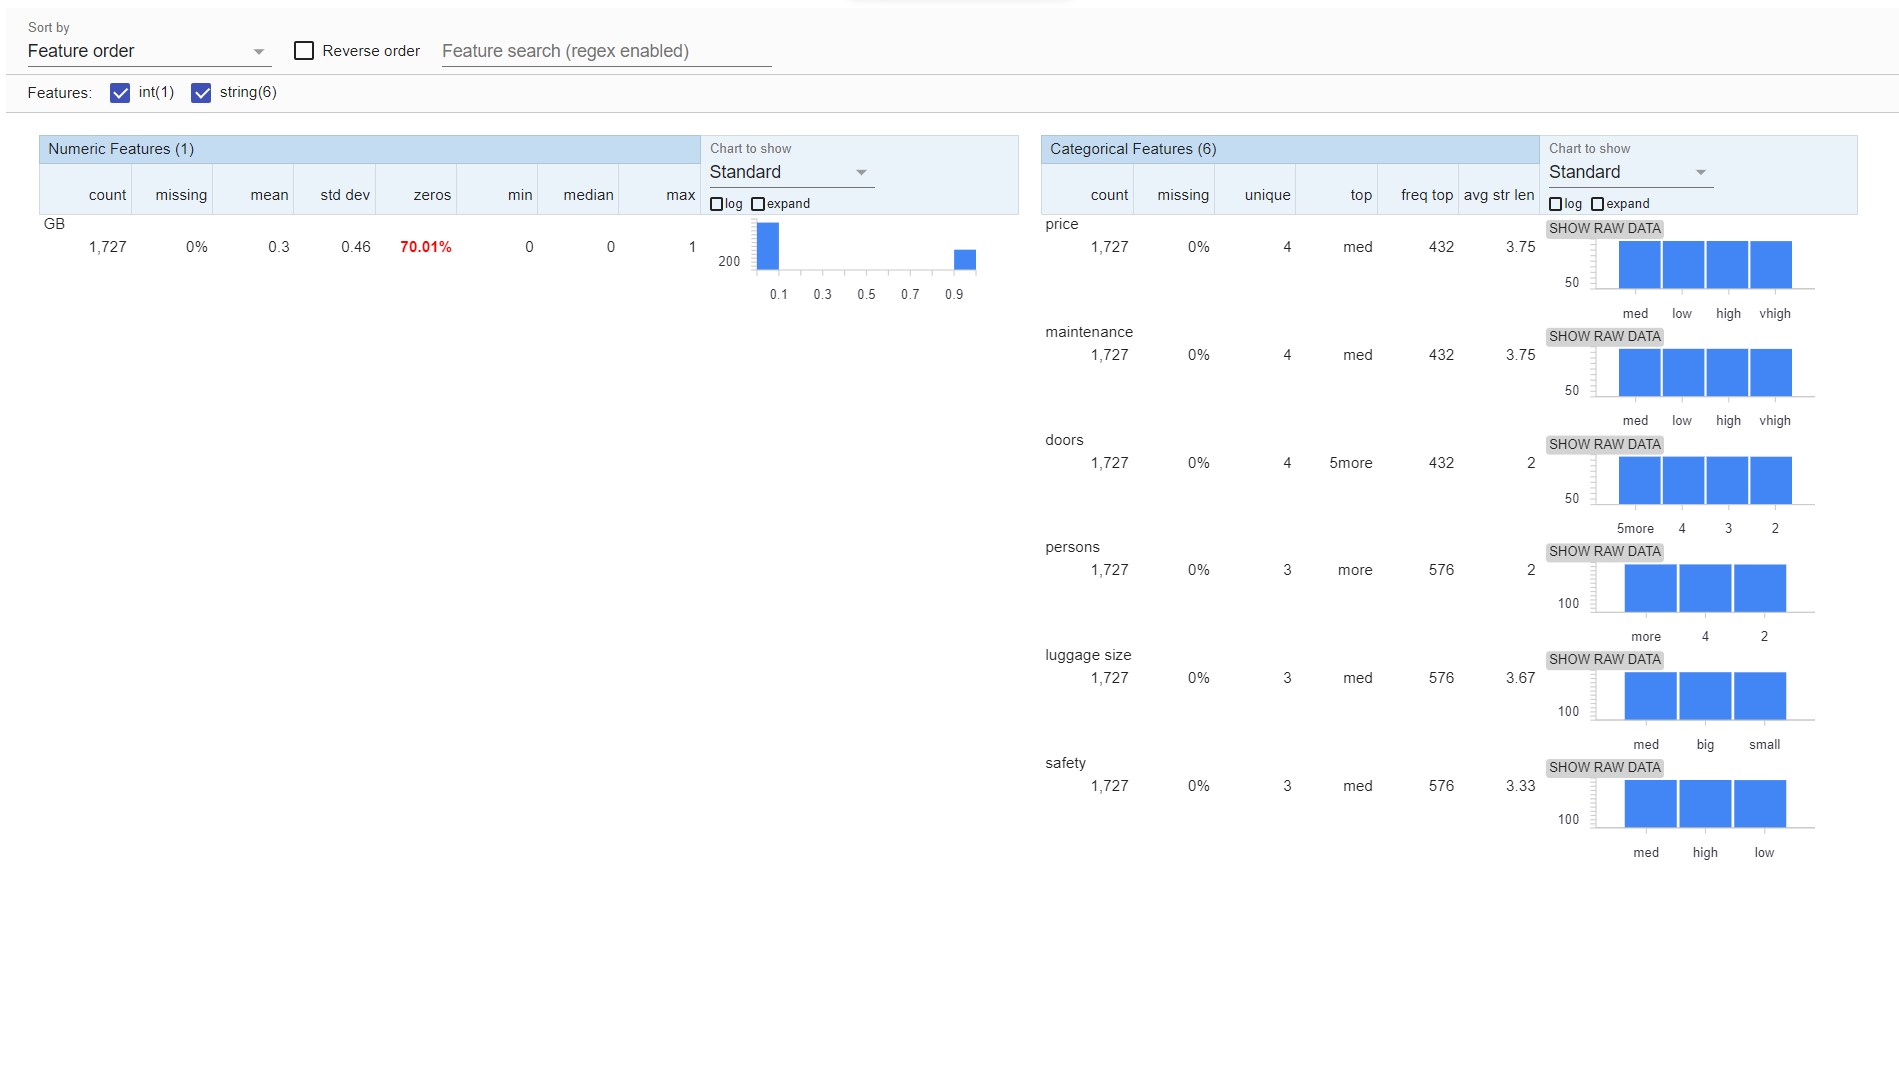 Sort by
Feature order
Reverse order
Feature search (regex enabled)
Features:
int(1)
string(6)
Numeric Features (1)
count missing mean std dev zeros min median max
Chart to show
Standard
log expand
GB
1,727 0% 0.3 0.46 70.01% 0 0 1
200
0.1 0.3 0.5 0.7 0.9
Categorical Features (6)
count missing unique top freq top avg str len
Chart to show
Standard
log expand
price
1,727 0% 4 med 432 3.75
SHOW RAW DATA
50
med low high vhigh
maintenance
1,727 0% 4 med 432 3.75
SHOW RAW DATA
50
med low high vhigh
doors
1,727 0% 4 5more 432 2
SHOW RAW DATA
50
5more 4 3 2
persons
1,727 0% 3 more 576 2
SHOW RAW DATA
100
more 4 2
luggage size
1,727 0% 3 med 576 3.67
SHOW RAW DATA
100
med big small
safety
1,727 0% 3 med 576 3.33
SHOW RAW DATA
100
med high low